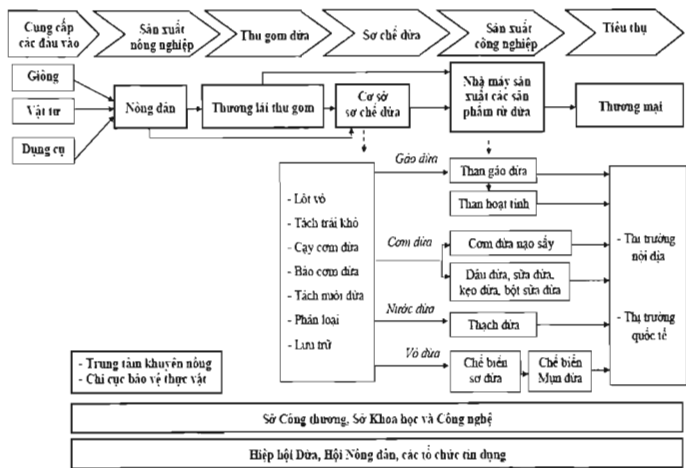 Cung cấp
các đầu vào
Sản xuất
nông nghiệp
Thu gom dừa
Sơ chế dừa
Sản xuất
công nghiệp
Tiêu thụ
Giống
Vật tư
Dụng cụ
Nông dân
Thương lái thu gom
Cơ sở
sơ chế dừa
Nhà máy sản
xuất các sản
phẩm từ dừa
Thương mại
- Lột vỏ
- Tách trái khô
- Cạy cơm dừa
- Bào cơm dừa
- Tách mười dừa
- Phân loại
- Lưu trữ
Gáo dừa
Than gáo dừa
Than hoạt tính
Cơm dừa
Cơm dừa nạo sấy
Dầu dừa, sữa dừa,
kẹo dừa, bột sữa dừa
Nước dừa
Thạch dừa
Vỏ dừa
Chế biến
sơ dừa
Chế biến
Mụn dừa
- Thị trường
nội địa
- Thị trường
quốc tế
- Trung tâm khuyến nông
- Chi cục bảo vệ thực vật
Sở Công thương, Sở Khoa học và Công nghệ
Hiệp hội Dừa, Hội Nông dân, các tổ chức tín dụng